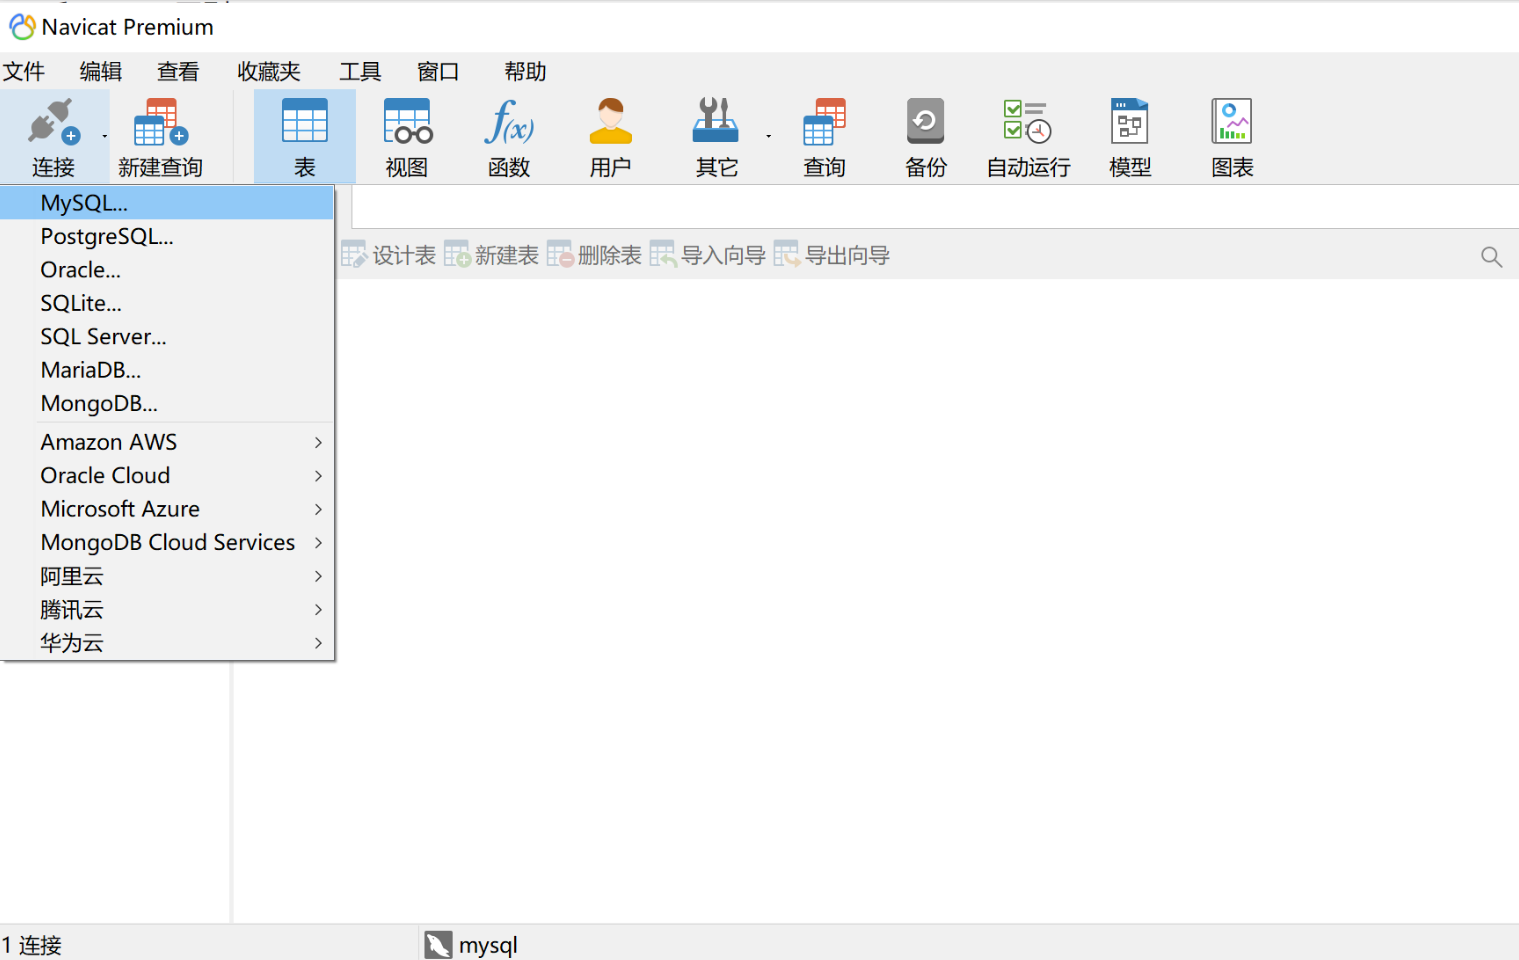 Navicat Premium
文件 编辑 查看 收藏夹 工具 窗口 帮助
连接 新建查询 表 视图 函数 用户 其它 查询 备份 自动运行 模型 图表
MySQL...
PostgreSQL...
Oracle...
SQLite...
SQL Server...
MariaDB...
MongoDB...
Amazon AWS
Oracle Cloud
Microsoft Azure
MongoDB Cloud Services
阿里云
腾讯云
华为云
设计表 新建表 删除表 导入向导 导出向导
1 连接 mysql